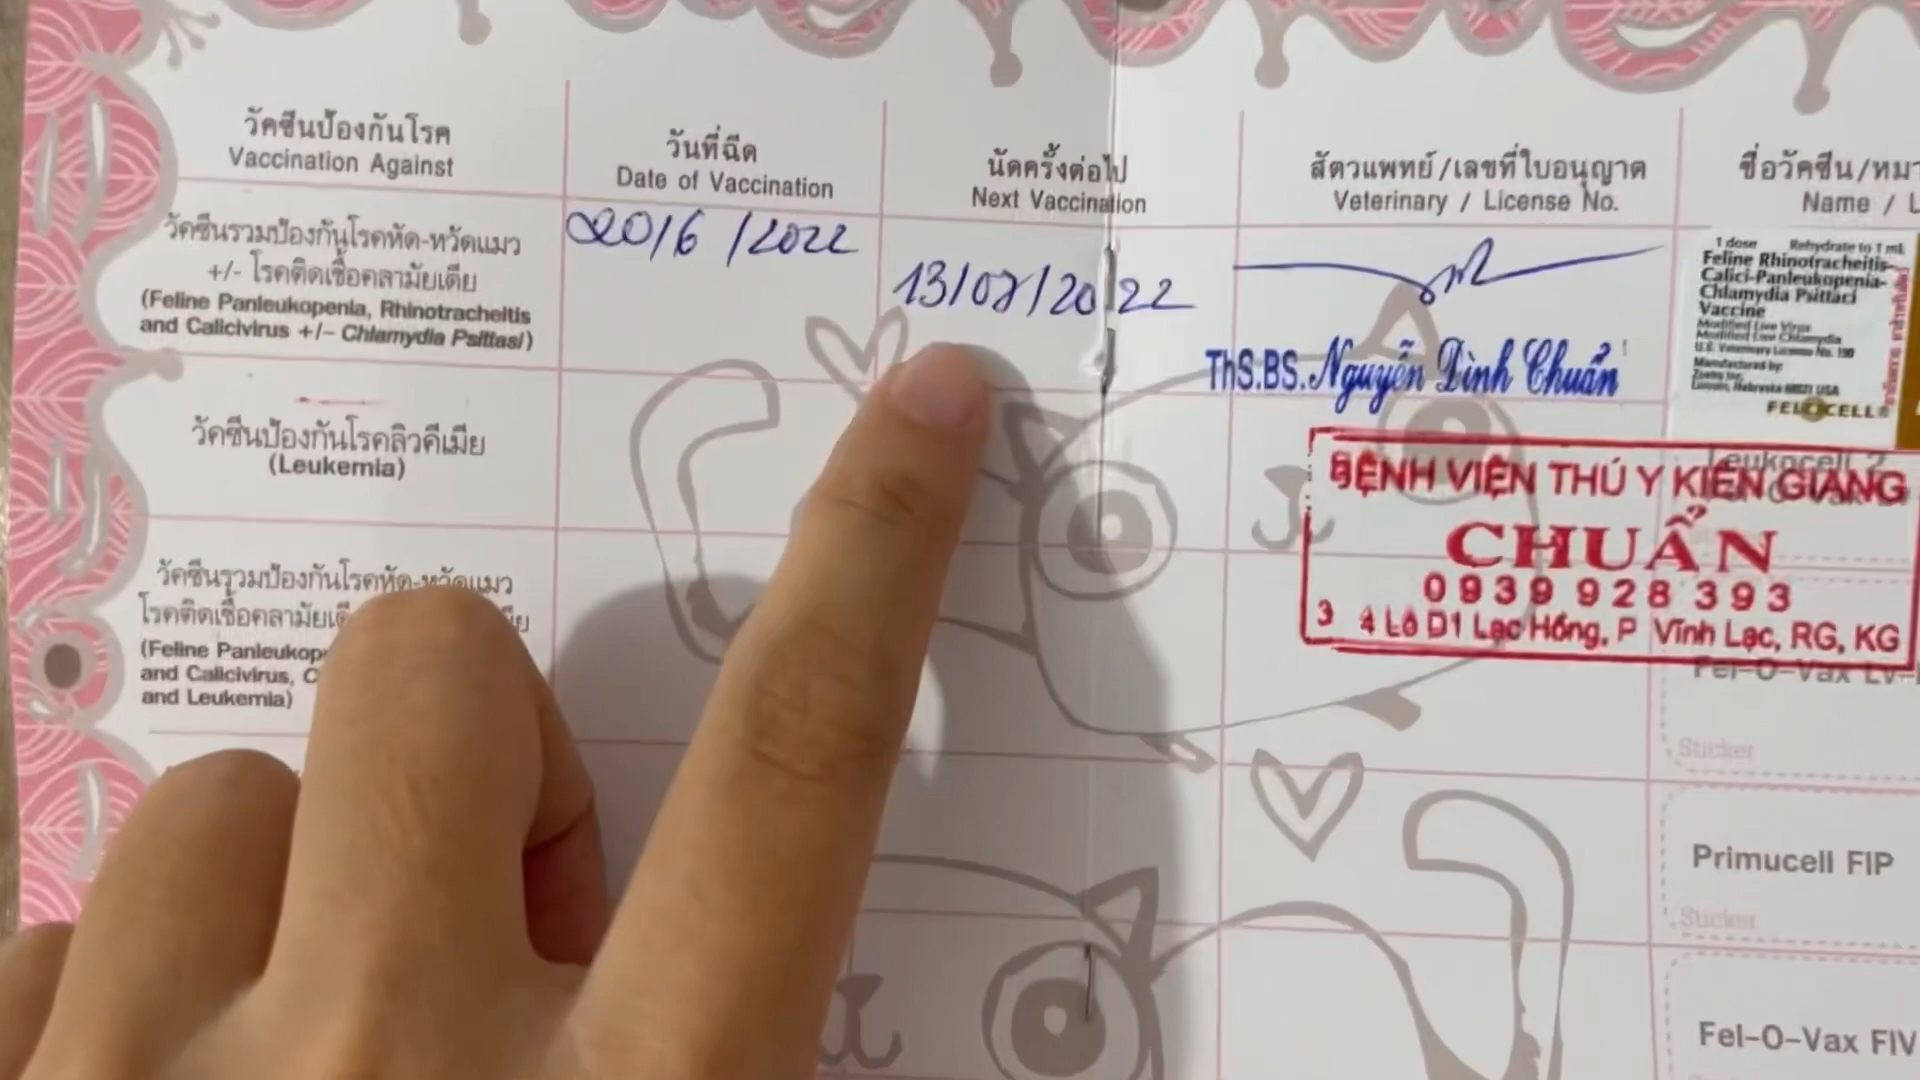 วัคซีนป้องกันโรค
Vaccination Against
วันที่ฉีด
Date of Vaccination
นัดครั้งต่อไป
Next Vaccination
สัตวแพทย์/เลขที่ใบอนุญาต
Veterinary / License No.
ชื่อวัคซีน/หมา
Name / L
วัคซีนรวมป้องกันโรคหัด-หวัดแมว
+/- โรคติดเชื้อคลามัยเดีย
(Feline Panleukopenia, Rhinotracheitis
and Calicivirus +/- Chlamydia Psittasi)
20/6/2022
13/07/2022
ThS.BS. Nguyễn Đình Chuẩn
1 dose Rehydrate to 1 mL
Feline Rhinotracheitis-
Calici-Panleukopenia-
Chlamydia Psittaci
Vaccine
Modified Live Virus
Modified Live Chlamydia
U.S. Veterinary License No. 190
Manufactured by:
Zoetis Inc.
Lincoln, Nebraska 68521 USA
FELOCELL®
วัคซีนป้องกันโรคลิวคีเมีย
(Leukemia)
Leukocell 2
BỆNH VIỆN THÚ Y KIÊN GIANG
CHUẨN
0939 928 393
34 Lô D1 Lạc Hồng, P Vĩnh Lạc, RG, KG
วัคซีนรวมป้องกันโรคหัด-หวัดแมว
โรคติดเชื้อคลามัยเดีย
(Feline Panleukop
and Calicivirus, C
and Leukemia)
Fel-O-Vax LV-
Sticker
Primucell FIP
Sticker
Fel-O-Vax FIV